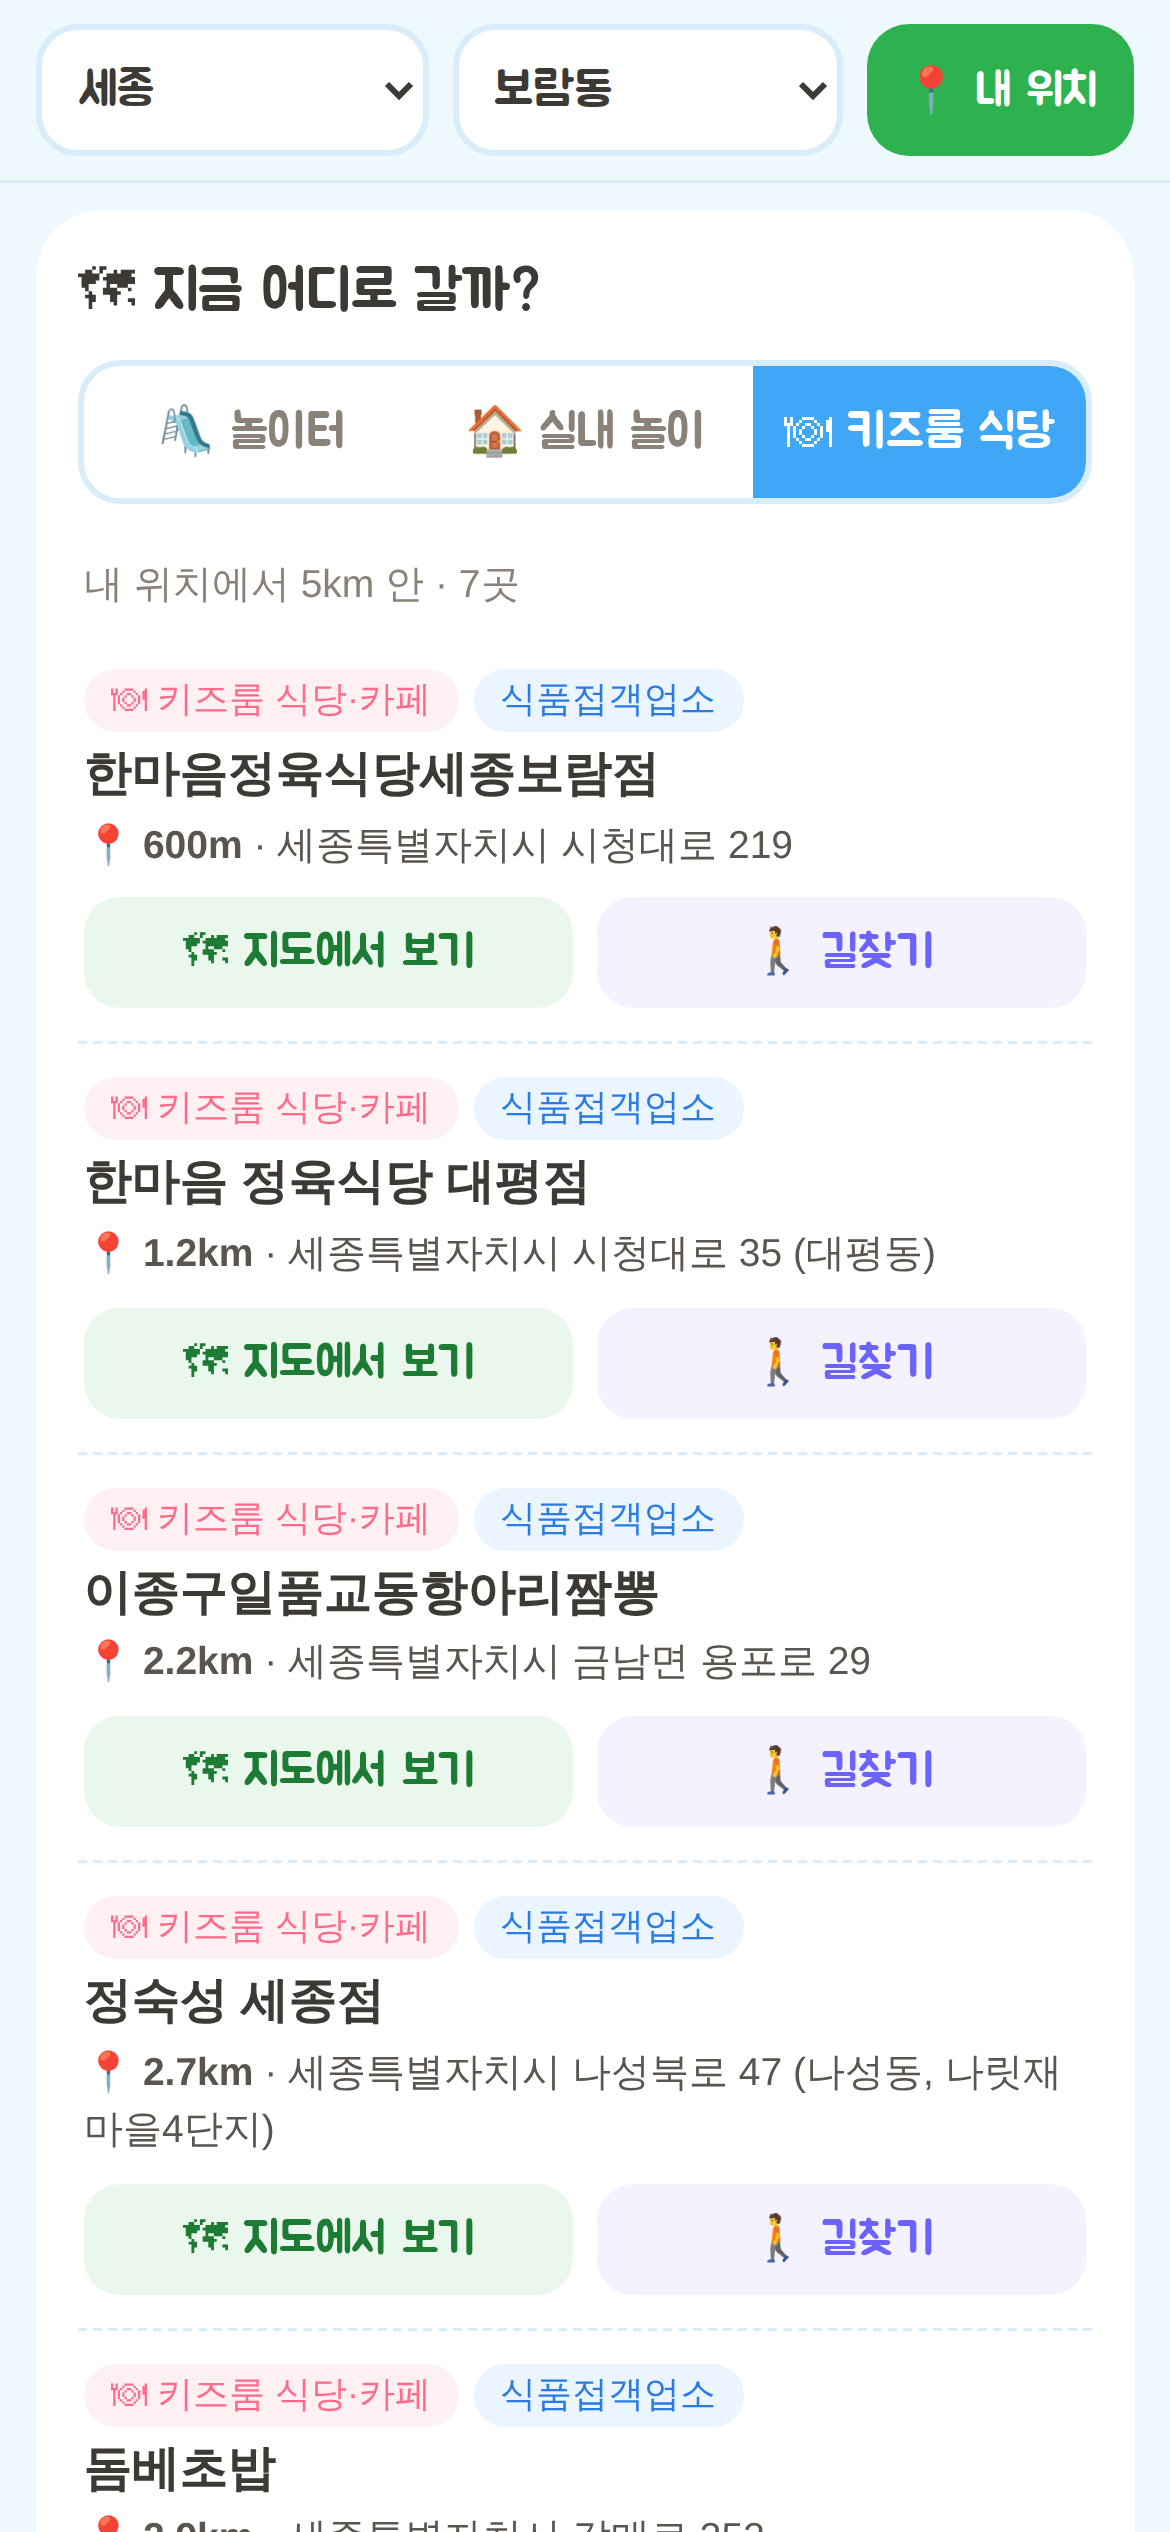 세종
보람동
📍 내 위치
🗺 지금 어디로 갈까?
🛝 놀이터
🏠 실내 놀이
🍽 키즈룸 식당
내 위치에서 5km 안 · 7곳
🍽 키즈룸 식당·카페 식품접객업소
한마음정육식당세종보람점
📍 600m · 세종특별자치시 시청대로 219
🗺 지도에서 보기 🚶 길찾기
🍽 키즈룸 식당·카페 식품접객업소
한마음 정육식당 대평점
📍 1.2km · 세종특별자치시 시청대로 35 (대평동)
🗺 지도에서 보기 🚶 길찾기
🍽 키즈룸 식당·카페 식품접객업소
이종구일품교동항아리짬뽕
📍 2.2km · 세종특별자치시 금남면 용포로 29
🗺 지도에서 보기 🚶 길찾기
🍽 키즈룸 식당·카페 식품접객업소
정숙성 세종점
📍 2.7km · 세종특별자치시 나성북로 47 (나성동, 나릿재
마을4단지)
🗺 지도에서 보기 🚶 길찾기
🍽 키즈룸 식당·카페 식품접객업소
돔베초밥